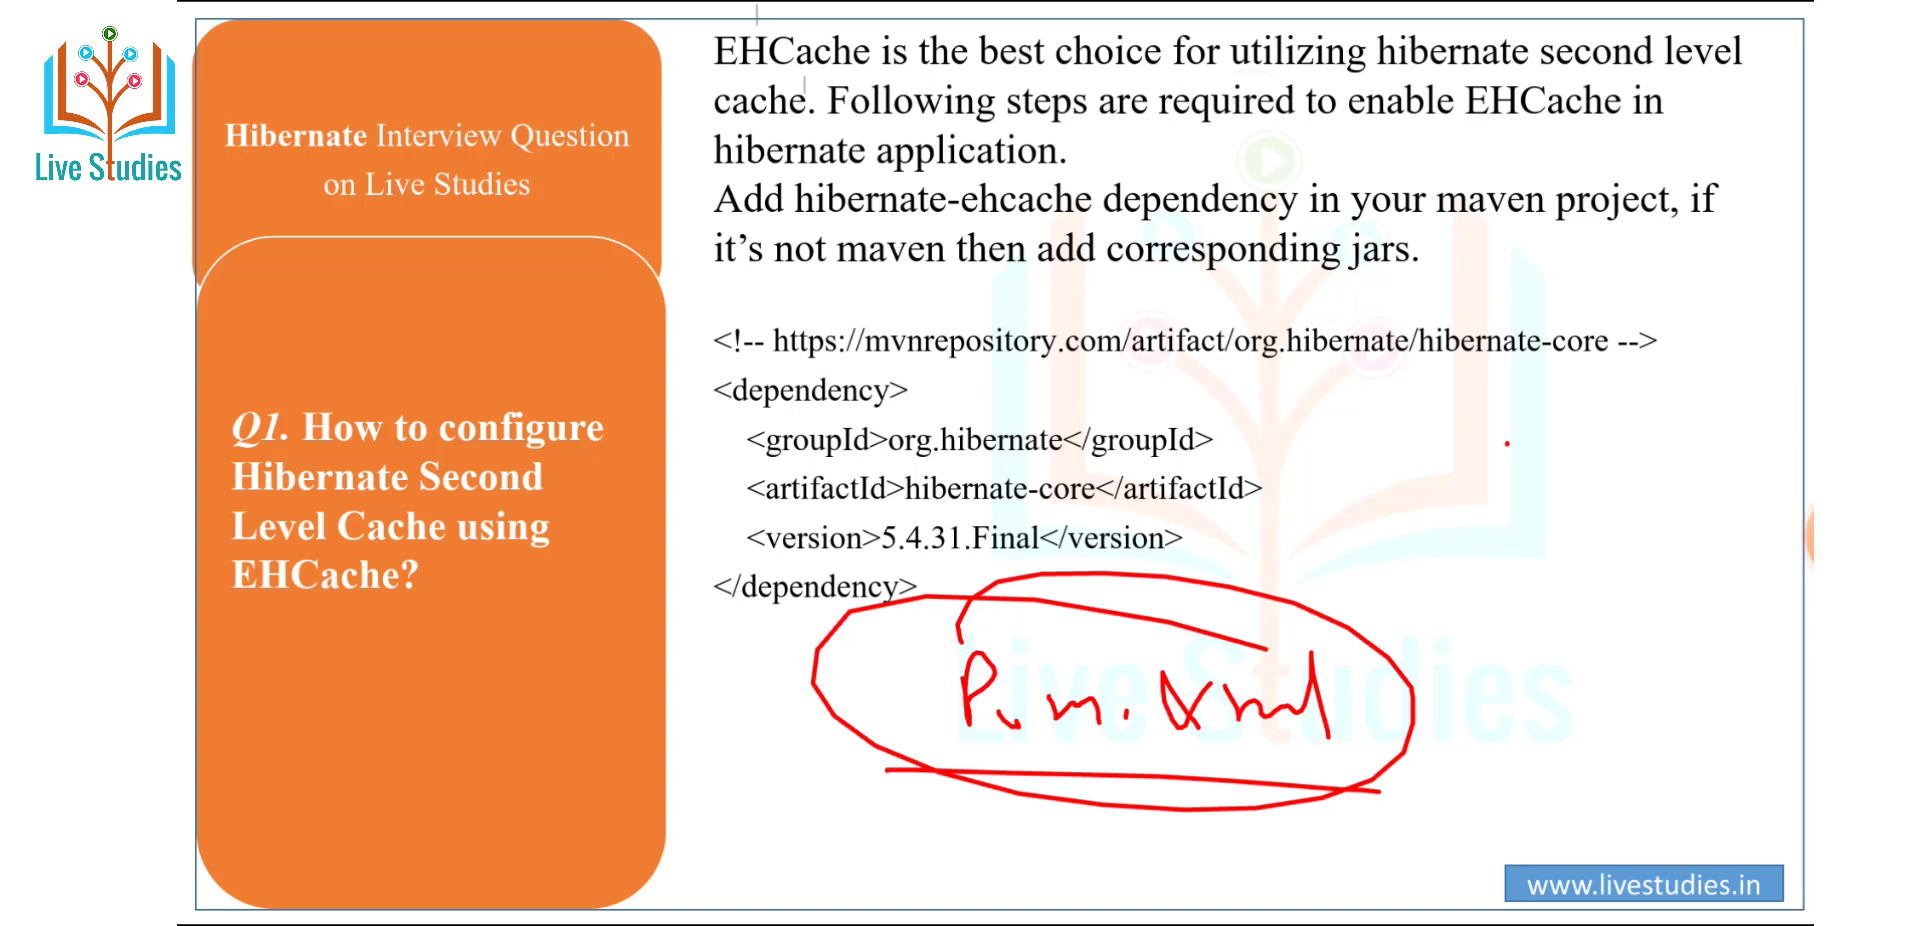 Live Studies
Hibernate Interview Question
on Live Studies
Q1. How to configure
Hibernate Second
Level Cache using
EHCache?
EHCache is the best choice for utilizing hibernate second level
cache. Following steps are required to enable EHCache in
hibernate application.
Add hibernate-ehcache dependency in your maven project, if
it’s not maven then add corresponding jars.
<!-- https://mvnrepository.com/artifact/org.hibernate/hibernate-core -->
<dependency>
<groupId>org.hibernate</groupId>
<artifactId>hibernate-core</artifactId>
<version>5.4.31.Final</version>
</dependency>
Live Studies
Pom.xml
www.livestudies.in